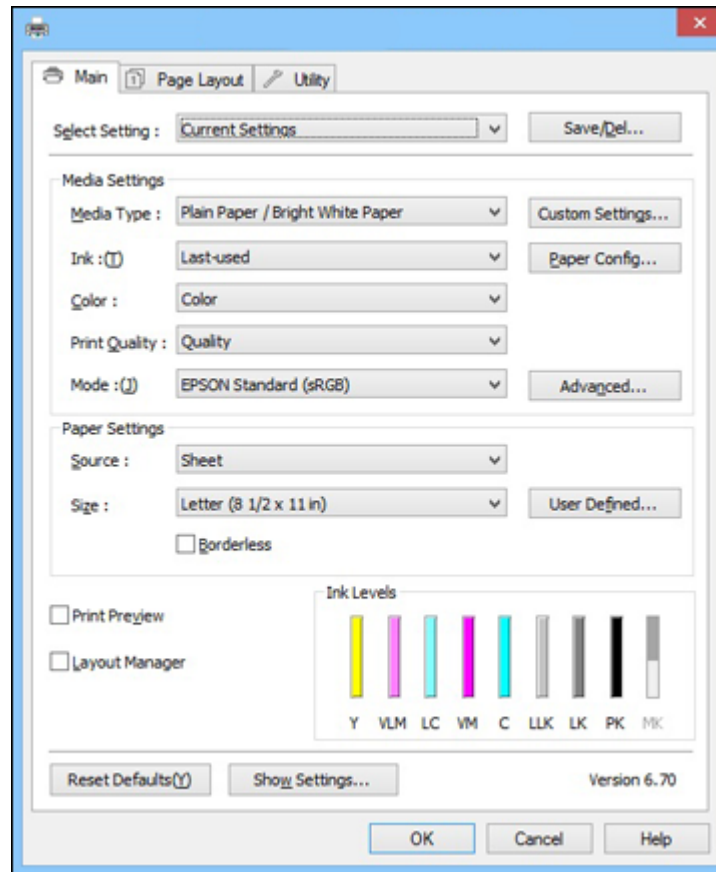 Main
Page Layout
Utility
Select Setting : Current Settings Save/Del...
Media Settings
Media Type : Plain Paper / Bright White Paper Custom Settings...
Ink :(T) Last-used Paper Config...
Color : Color
Print Quality : Quality
Mode :(J) EPSON Standard (sRGB) Advanced...
Paper Settings
Source : Sheet
Size : Letter (8 1/2 x 11 in) User Defined...
Borderless
Print Preview
Layout Manager
Ink Levels
Y VLM LC VM C LLK LK PK MK
Reset Defaults(Y) Show Settings... Version 6.70
OK Cancel Help